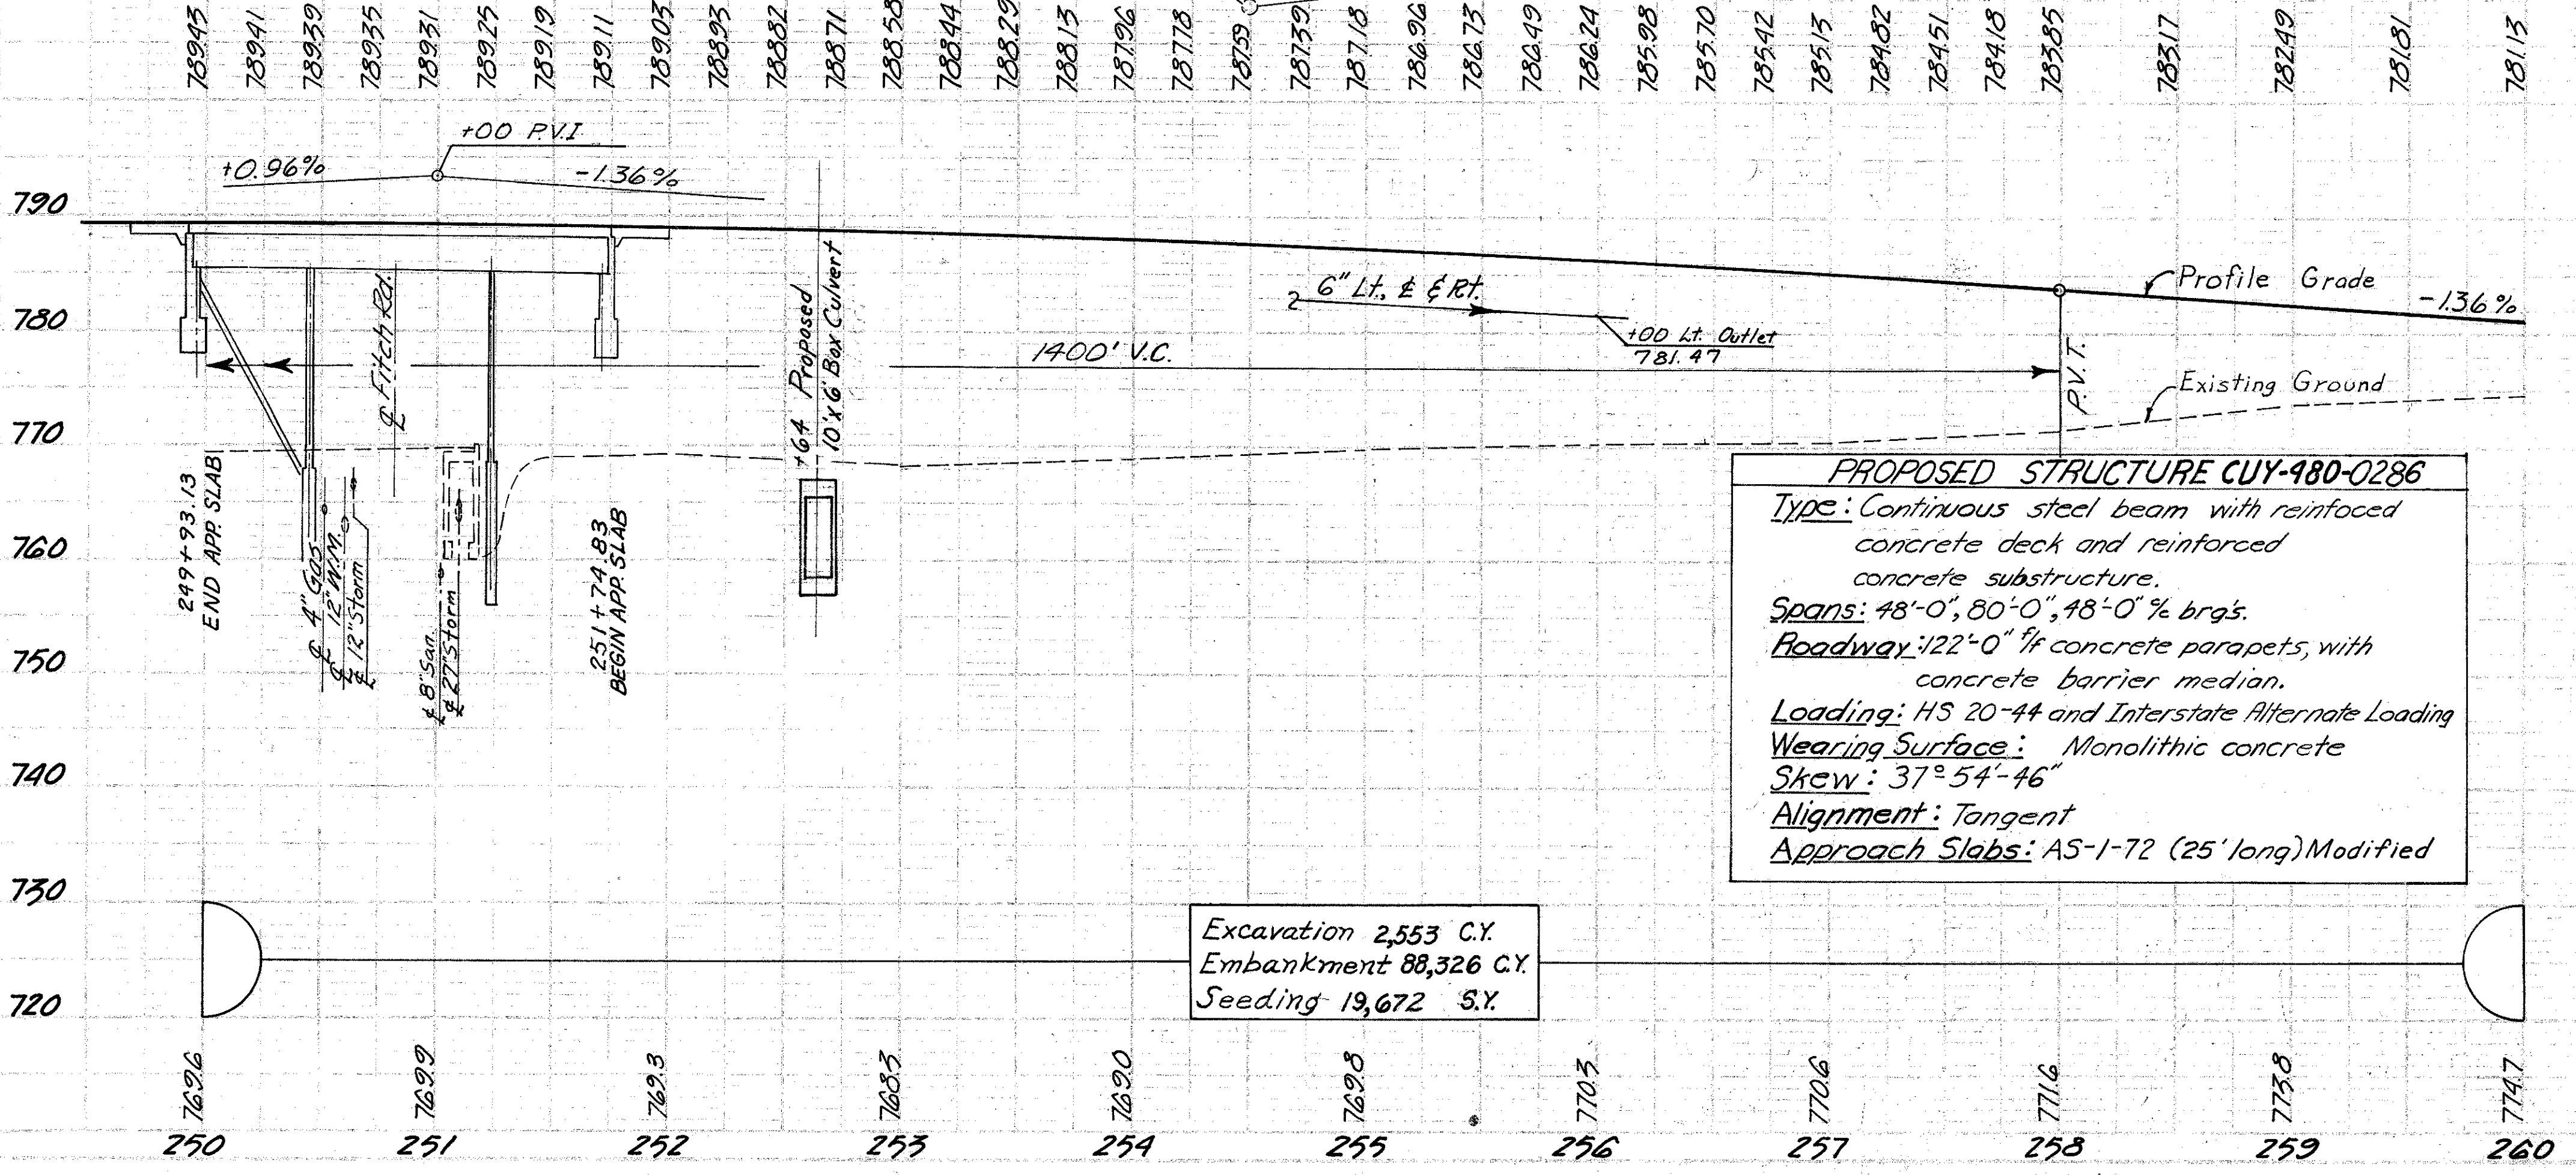 789.43 789.41 789.39 789.35 789.31 789.25 789.19 789.11 789.03 788.93 788.82 788.71 788.58 788.44 788.29 788.13 787.96 787.78 787.59 787.39 787.18 786.96 786.73 786.49 786.24 785.98 785.70 785.42 785.13 784.82 784.51 784.18 783.85 783.17 782.49 781.81 781.13
+00 P.V.I
+0.96%
-1.36%
790
780
770
760
750
740
730
720
℄ Fitch Rd.
+64 Proposed
10'x6' Box Culvert
6" Lt., ℄ & Rt.
+00 Lt. Outlet
781.47
1400' V.C.
P.V.T.
Profile Grade
-1.36%
Existing Ground
249+93.13
END APP. SLAB
℄ 4" Gas
℄ 12" W.M.
℄ 12" Storm
℄ 8" San.
℄ 27" Storm
251+74.83
BEGIN APP. SLAB
PROPOSED STRUCTURE CUY-480-0286
Type: Continuous steel beam with reinfoced
concrete deck and reinforced
concrete substructure.
Spans: 48'-0", 80'-0", 48'-0" c/c brg's.
Roadway: 122'-0" f/f concrete parapets, with
concrete barrier median.
Loading: HS 20-44 and Interstate Alternate Loading
Wearing Surface: Monolithic concrete
Skew: 37°-54'-46"
Alignment: Tangent
Approach Slabs: AS-1-72 (25' long) Modified
Excavation 2,553 C.Y.
Embankment 88,326 C.Y.
Seeding 19,672 S.Y.
769.6 769.9 769.3 768.3 769.0 769.8 770.3 770.6 771.6 773.8 774.7
250 251 252 253 254 255 256 257 258 259 260